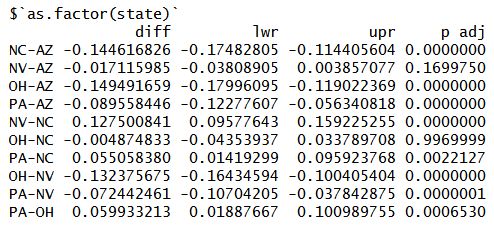 $`as.factor(state)`
diff lwr upr p adj
NC-AZ -0.144616826 -0.17482805 -0.114405604 0.0000000
NV-AZ -0.017115985 -0.03808905 0.003857077 0.1699750
OH-AZ -0.149491659 -0.17996095 -0.119022369 0.0000000
PA-AZ -0.089558446 -0.12277607 -0.056340818 0.0000000
NV-NC 0.127500841 0.09577643 0.159225255 0.0000000
OH-NC -0.004874833 -0.04353937 0.033789708 0.9969999
PA-NC 0.055058380 0.01419299 0.095923768 0.0022127
OH-NV -0.132375675 -0.16434594 -0.100405404 0.0000000
PA-NV -0.072442461 -0.10704205 -0.037842875 0.0000001
PA-OH 0.059933213 0.01887667 0.100989755 0.0006530